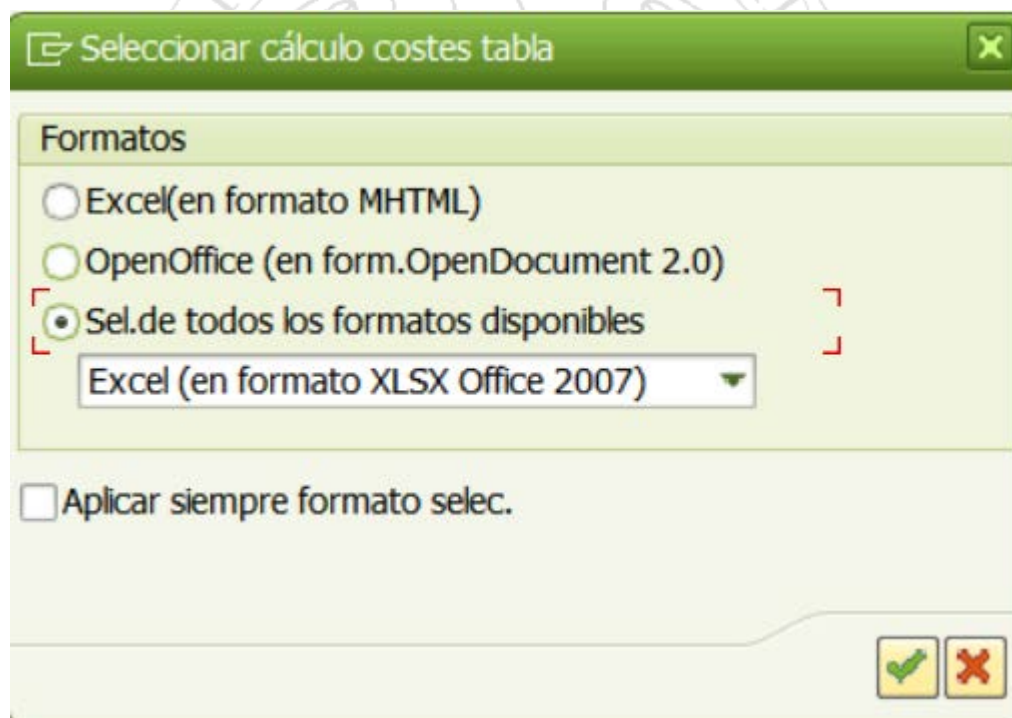 Seleccionar cálculo costes tabla
Formatos
Excel(en formato MHTML)
OpenOffice (en form.OpenDocument 2.0)
Sel.de todos los formatos disponibles
Excel (en formato XLSX Office 2007)
Aplicar siempre formato selec.